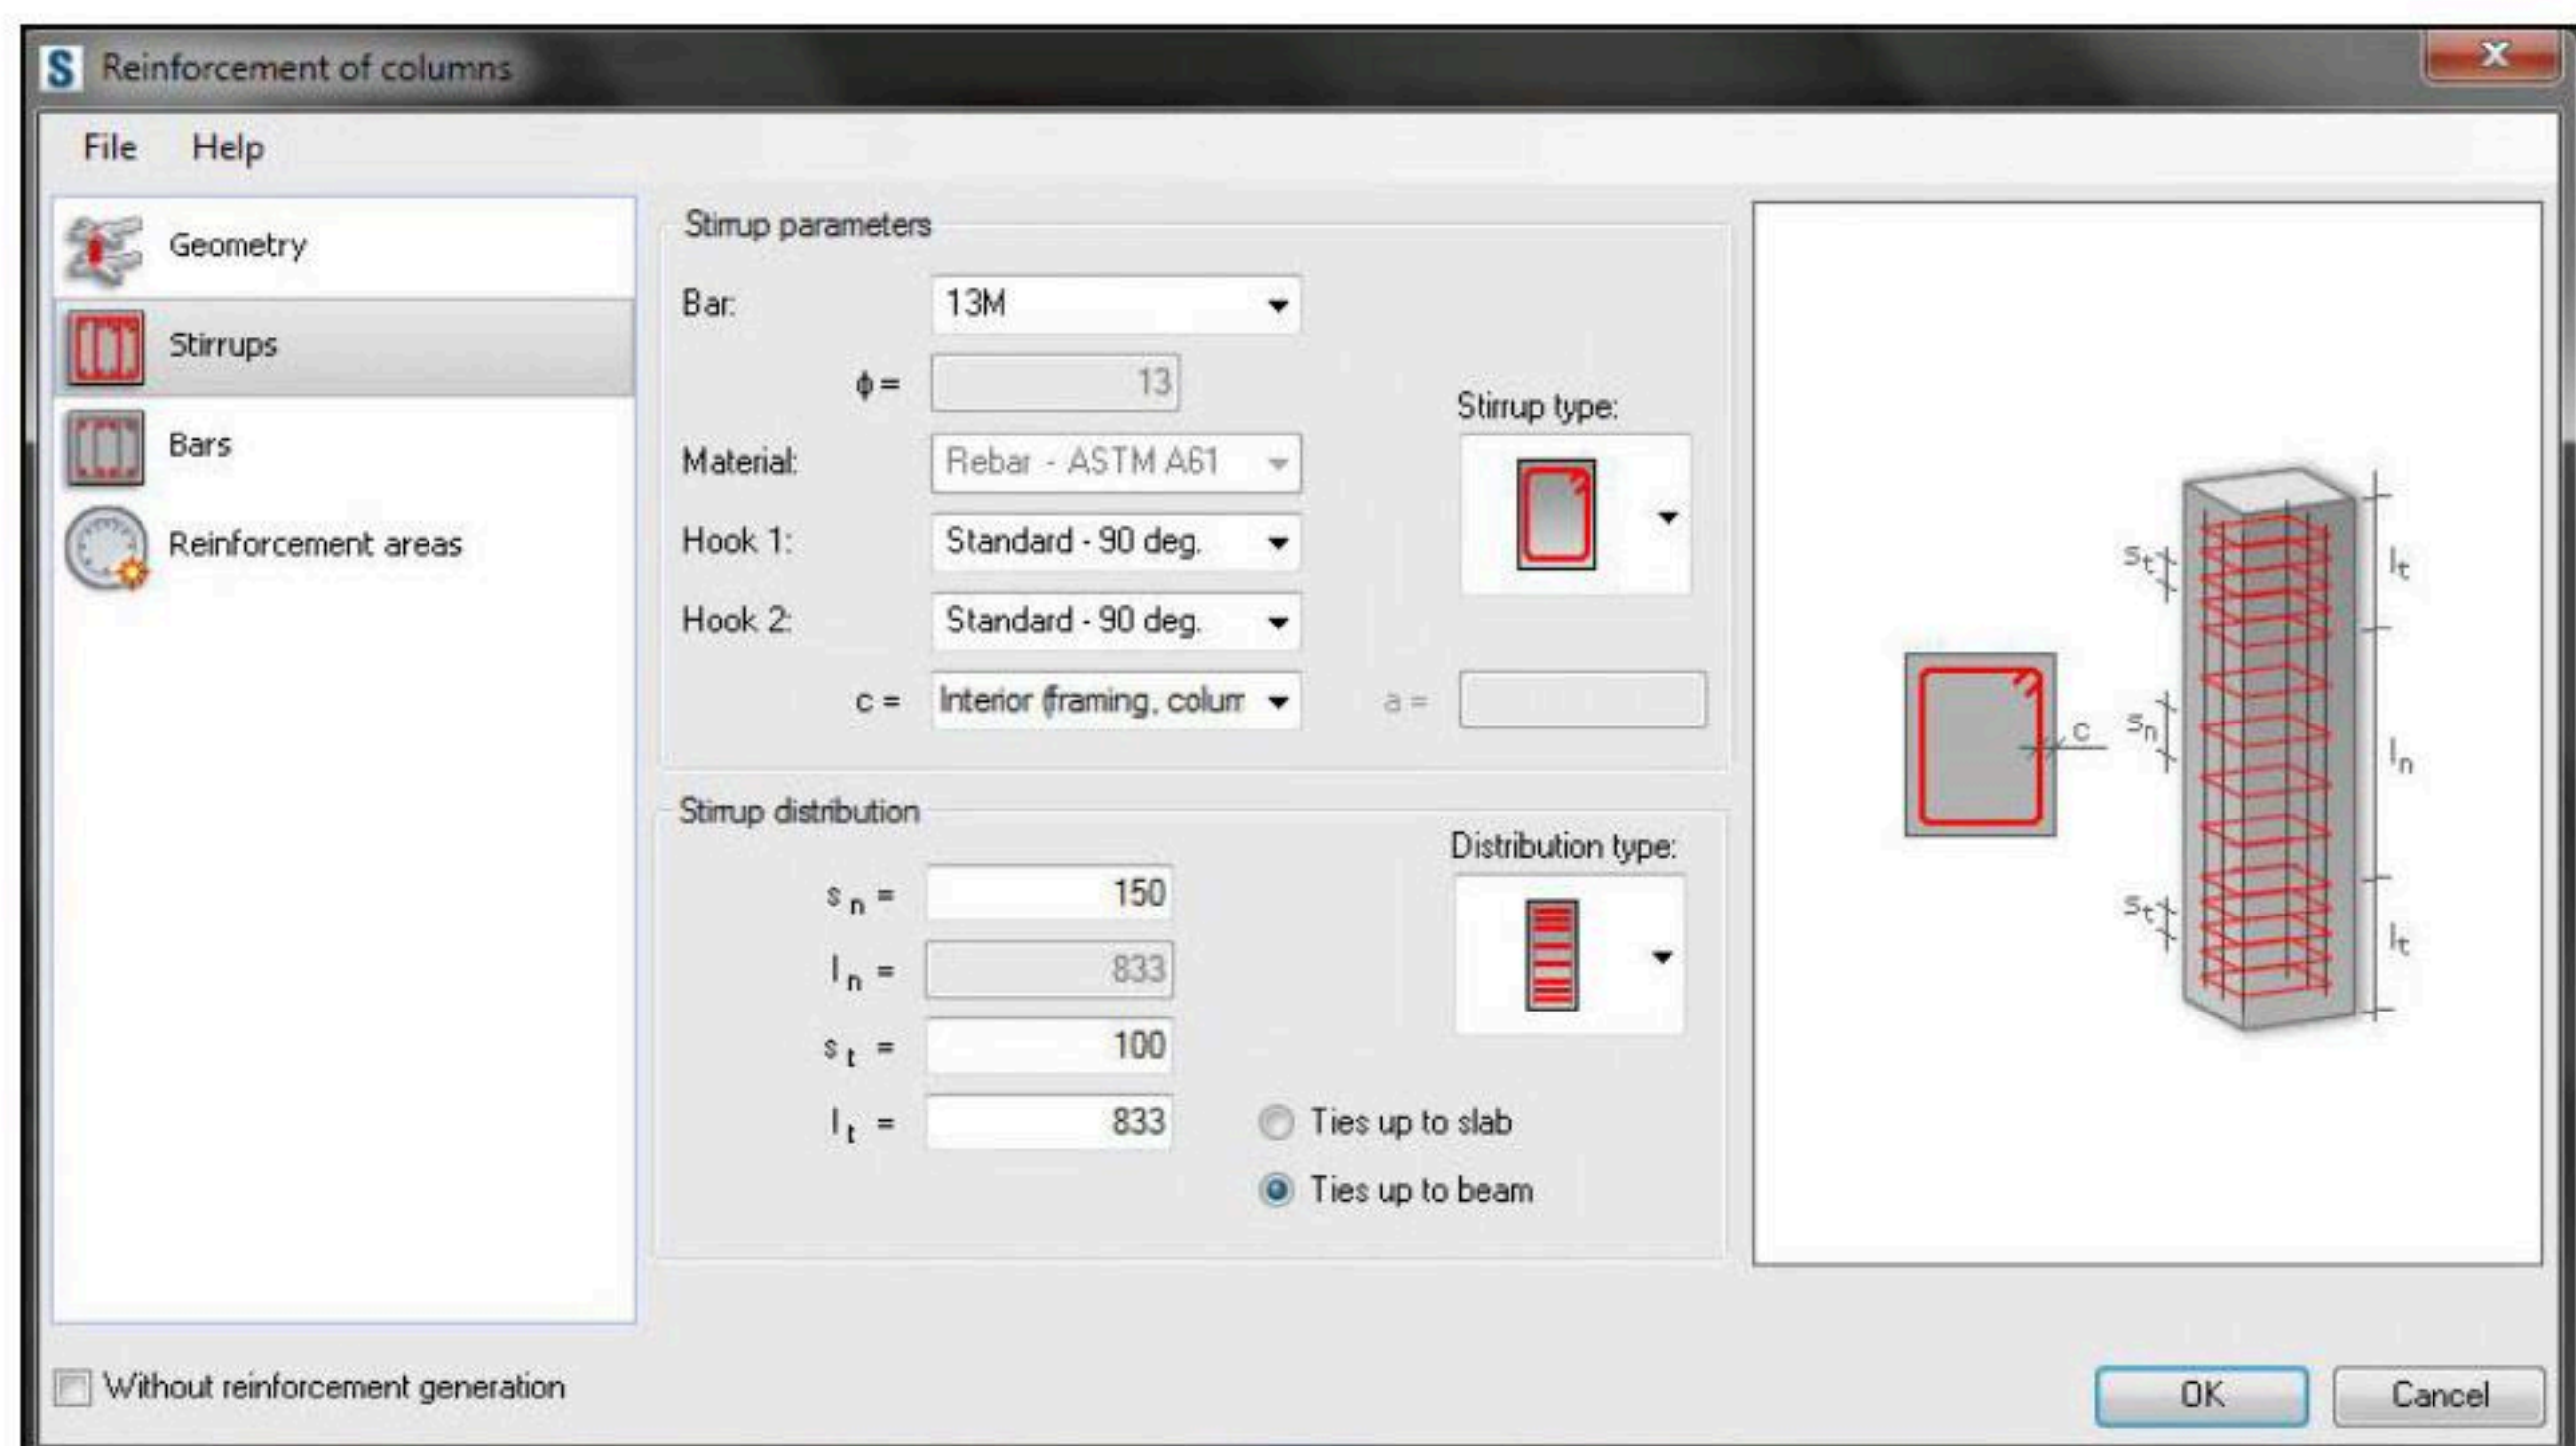 S Reinforcement of columns
File Help
Geometry
Stirrups
Bars
Reinforcement areas
Stirrup parameters
Bar: 13M
ϕ = 13
Material: Rebar - ASTM A61
Hook 1: Standard - 90 deg.
Hook 2: Standard - 90 deg.
c = Interior (framing, colum
a =
Stirrup type:
Stirrup distribution
s n = 150
l n = 833
s t = 100
l t = 833
Distribution type:
Ties up to slab
Ties up to beam
c
st
lt
sn
ln
st
lt
Without reinforcement generation
OK Cancel